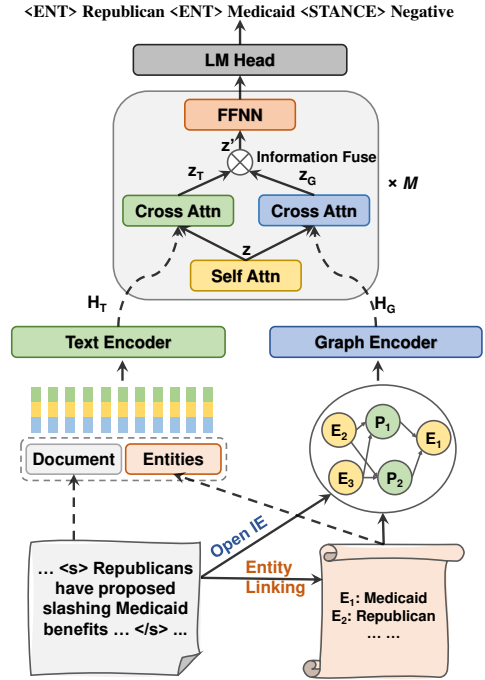 <ENT> Republican <ENT> Medicaid <STANCE> Negative
LM Head
FFNN
z'
Information Fuse
z_T
z_G
× M
Cross Attn
Cross Attn
z
Self Attn
H_T
H_G
Text Encoder
Graph Encoder
E_2
P_1
E_1
E_3
P_2
Document
Entities
Open IE
Entity
Linking
... <s> Republicans
have proposed
slashing Medicaid
benefits ... </s> ...
E_1: Medicaid
E_2: Republican
... ...